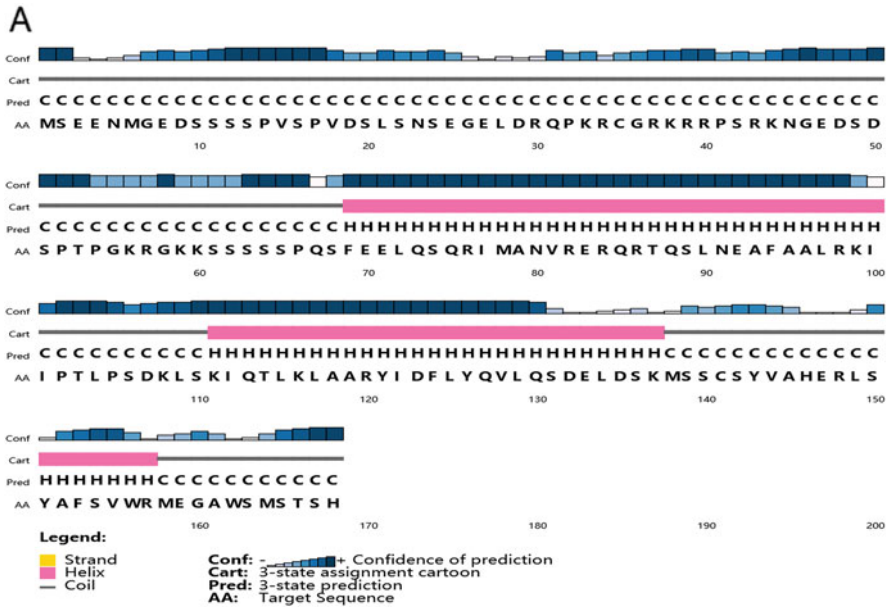 A
Conf
Cart
Pred C C C C C C C C C C C C C C C C C C C C C C C C C C C C C C C C C C C C C C C C C C C C C C C C C C
AA M S E E N M G E D S S S S P V S P V D S L S N S E G E L D R Q P K R C G R K R R P S R K N G E D S D
10 20 30 40 50
Conf
Cart
Pred C C C C C C C C C C C C C C C C C C H H H H H H H H H H H H H H H H H H H H H H H H H H H H H H H H
AA S P T P G K R G K K S S S S S P Q S F E E L Q S Q R I M A N V R E R Q R T Q S L N E A F A A L R K I
60 70 80 90 100
Conf
Cart
Pred C C C C C C C C C C H H H H H H H H H H H H H H H H H H H H H H H H H H H C C C C C C C C C C C C C
AA I P T L P S D K L S K I Q T L K L A A R Y I D F L Y Q V L Q S D E L D S K M S S C S Y V A H E R L S
110 120 130 140 150
Conf
Cart
Pred H H H H H H H C C C C C C C C C C C
AA Y A F S V W R M E G A W S M S T S H
160 170 180 190 200
Legend:
Strand Conf: - + Confidence of prediction
Helix Cart: 3-state assignment cartoon
Coil Pred: 3-state prediction
AA: Target Sequence